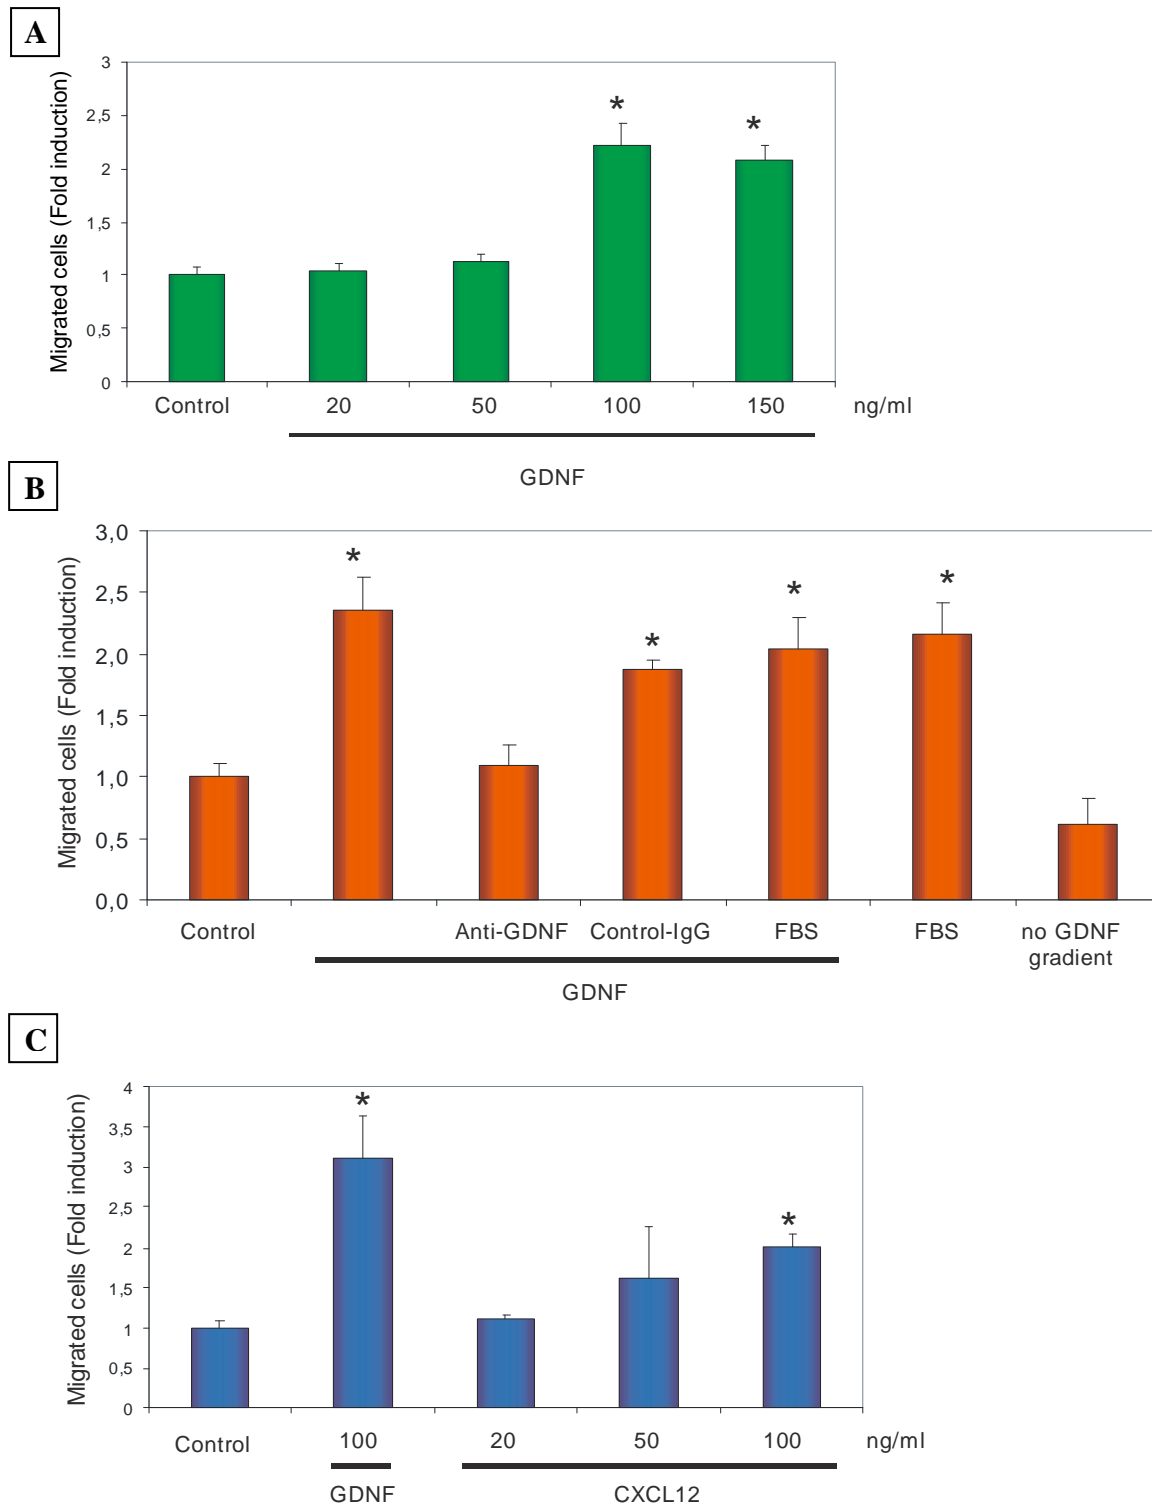 A
Migrated cells (Fold induction)
3
2,5
2
1,5
1
0,5
0
* *
Control 20 50 100 150 ng/ml
GDNF
B
Migrated cells (Fold induction)
3,0
2,5
2,0
1,5
1,0
0,5
0,0
* * * *
Control Anti-GDNF Control-IgG FBS FBS no GDNF
gradient
GDNF
C
Migrated cells (Fold induction)
4
3,5
3
2,5
2
1,5
1
0,5
0
* *
Control 100 20 50 100 ng/ml
GDNF CXCL12